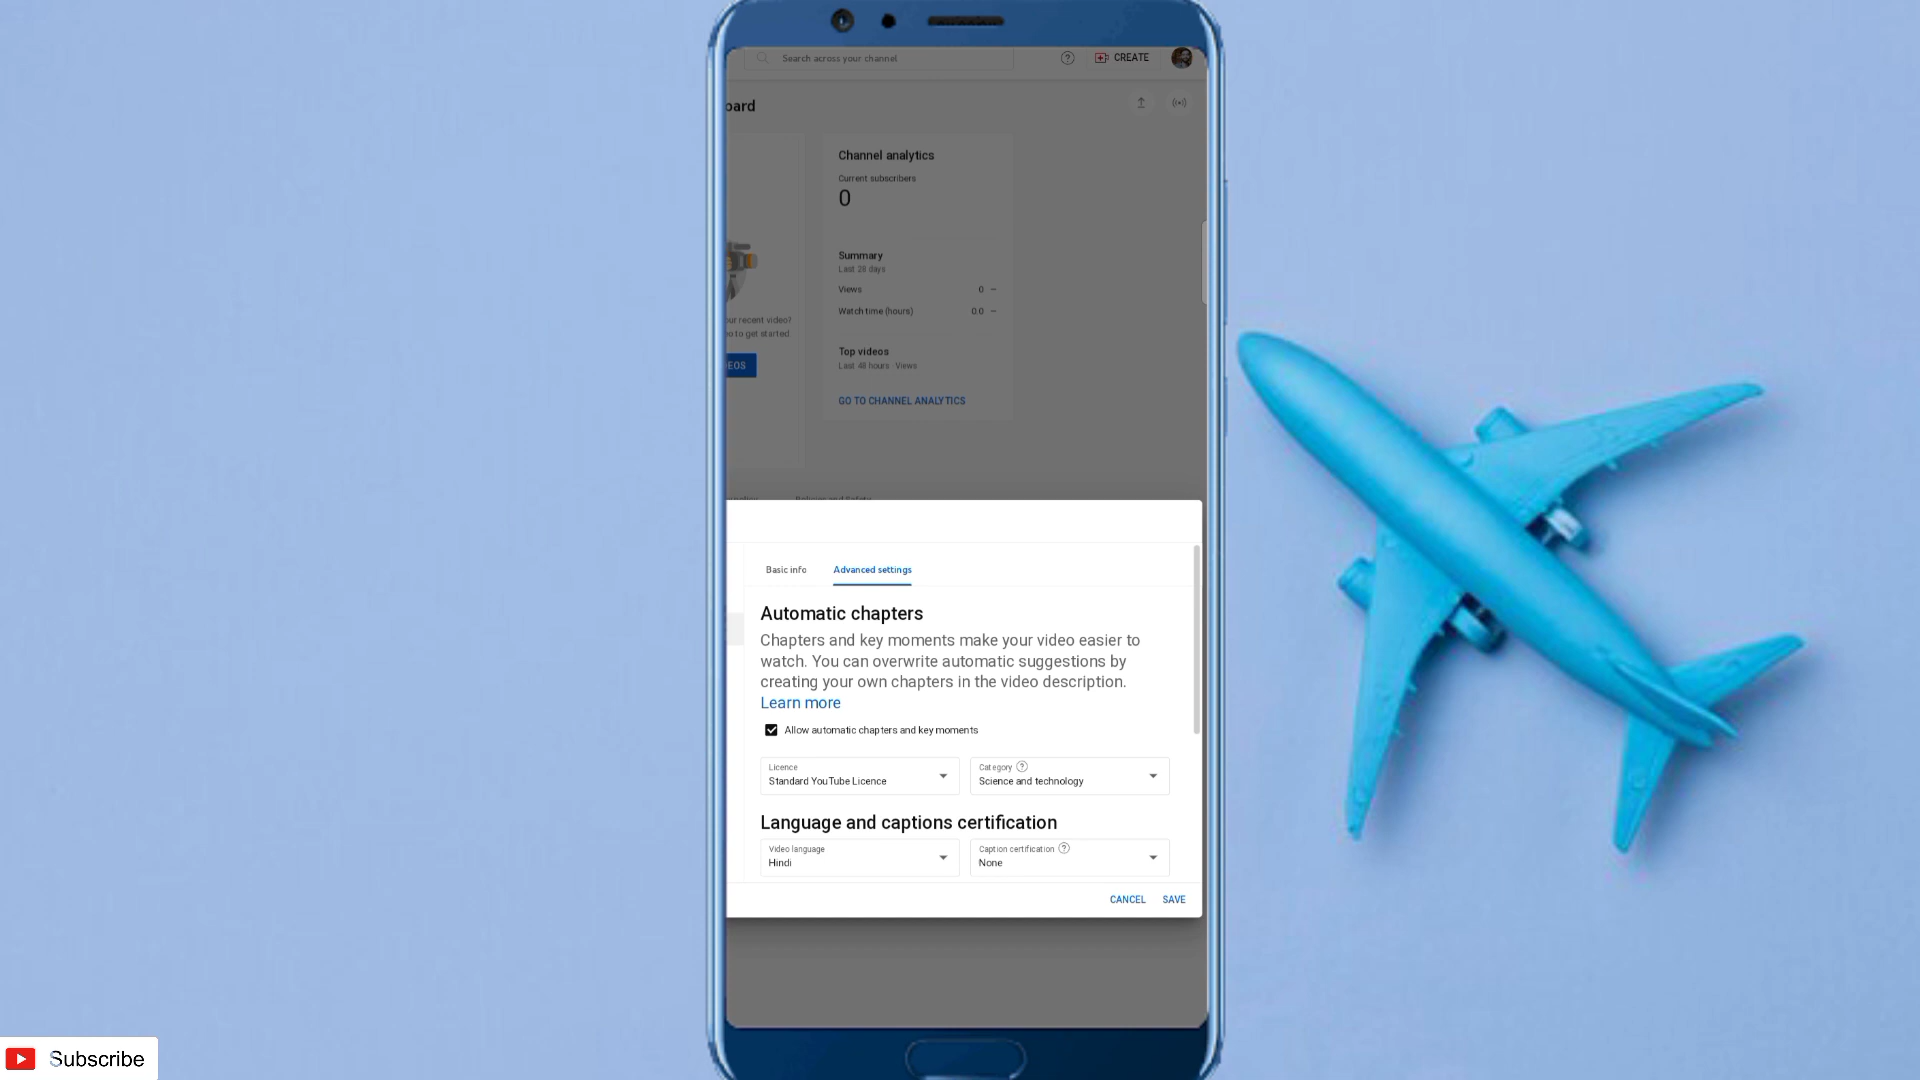 Search across your channel
CREATE
board
Channel analytics
Current subscribers
0
Summary
Last 28 days
Views 0 –
Watch time (hours) 0.0 –
our recent video?
to get started.
Top videos
Last 48 hours · Views
EOS
GO TO CHANNEL ANALYTICS
Basic info Advanced settings
Automatic chapters
Chapters and key moments make your video easier to
watch. You can overwrite automatic suggestions by
creating your own chapters in the video description.
Learn more
Allow automatic chapters and key moments
Licence
Standard YouTube Licence
Category
Science and technology
Language and captions certification
Video language
Hindi
Caption certification
None
CANCEL SAVE
Subscribe